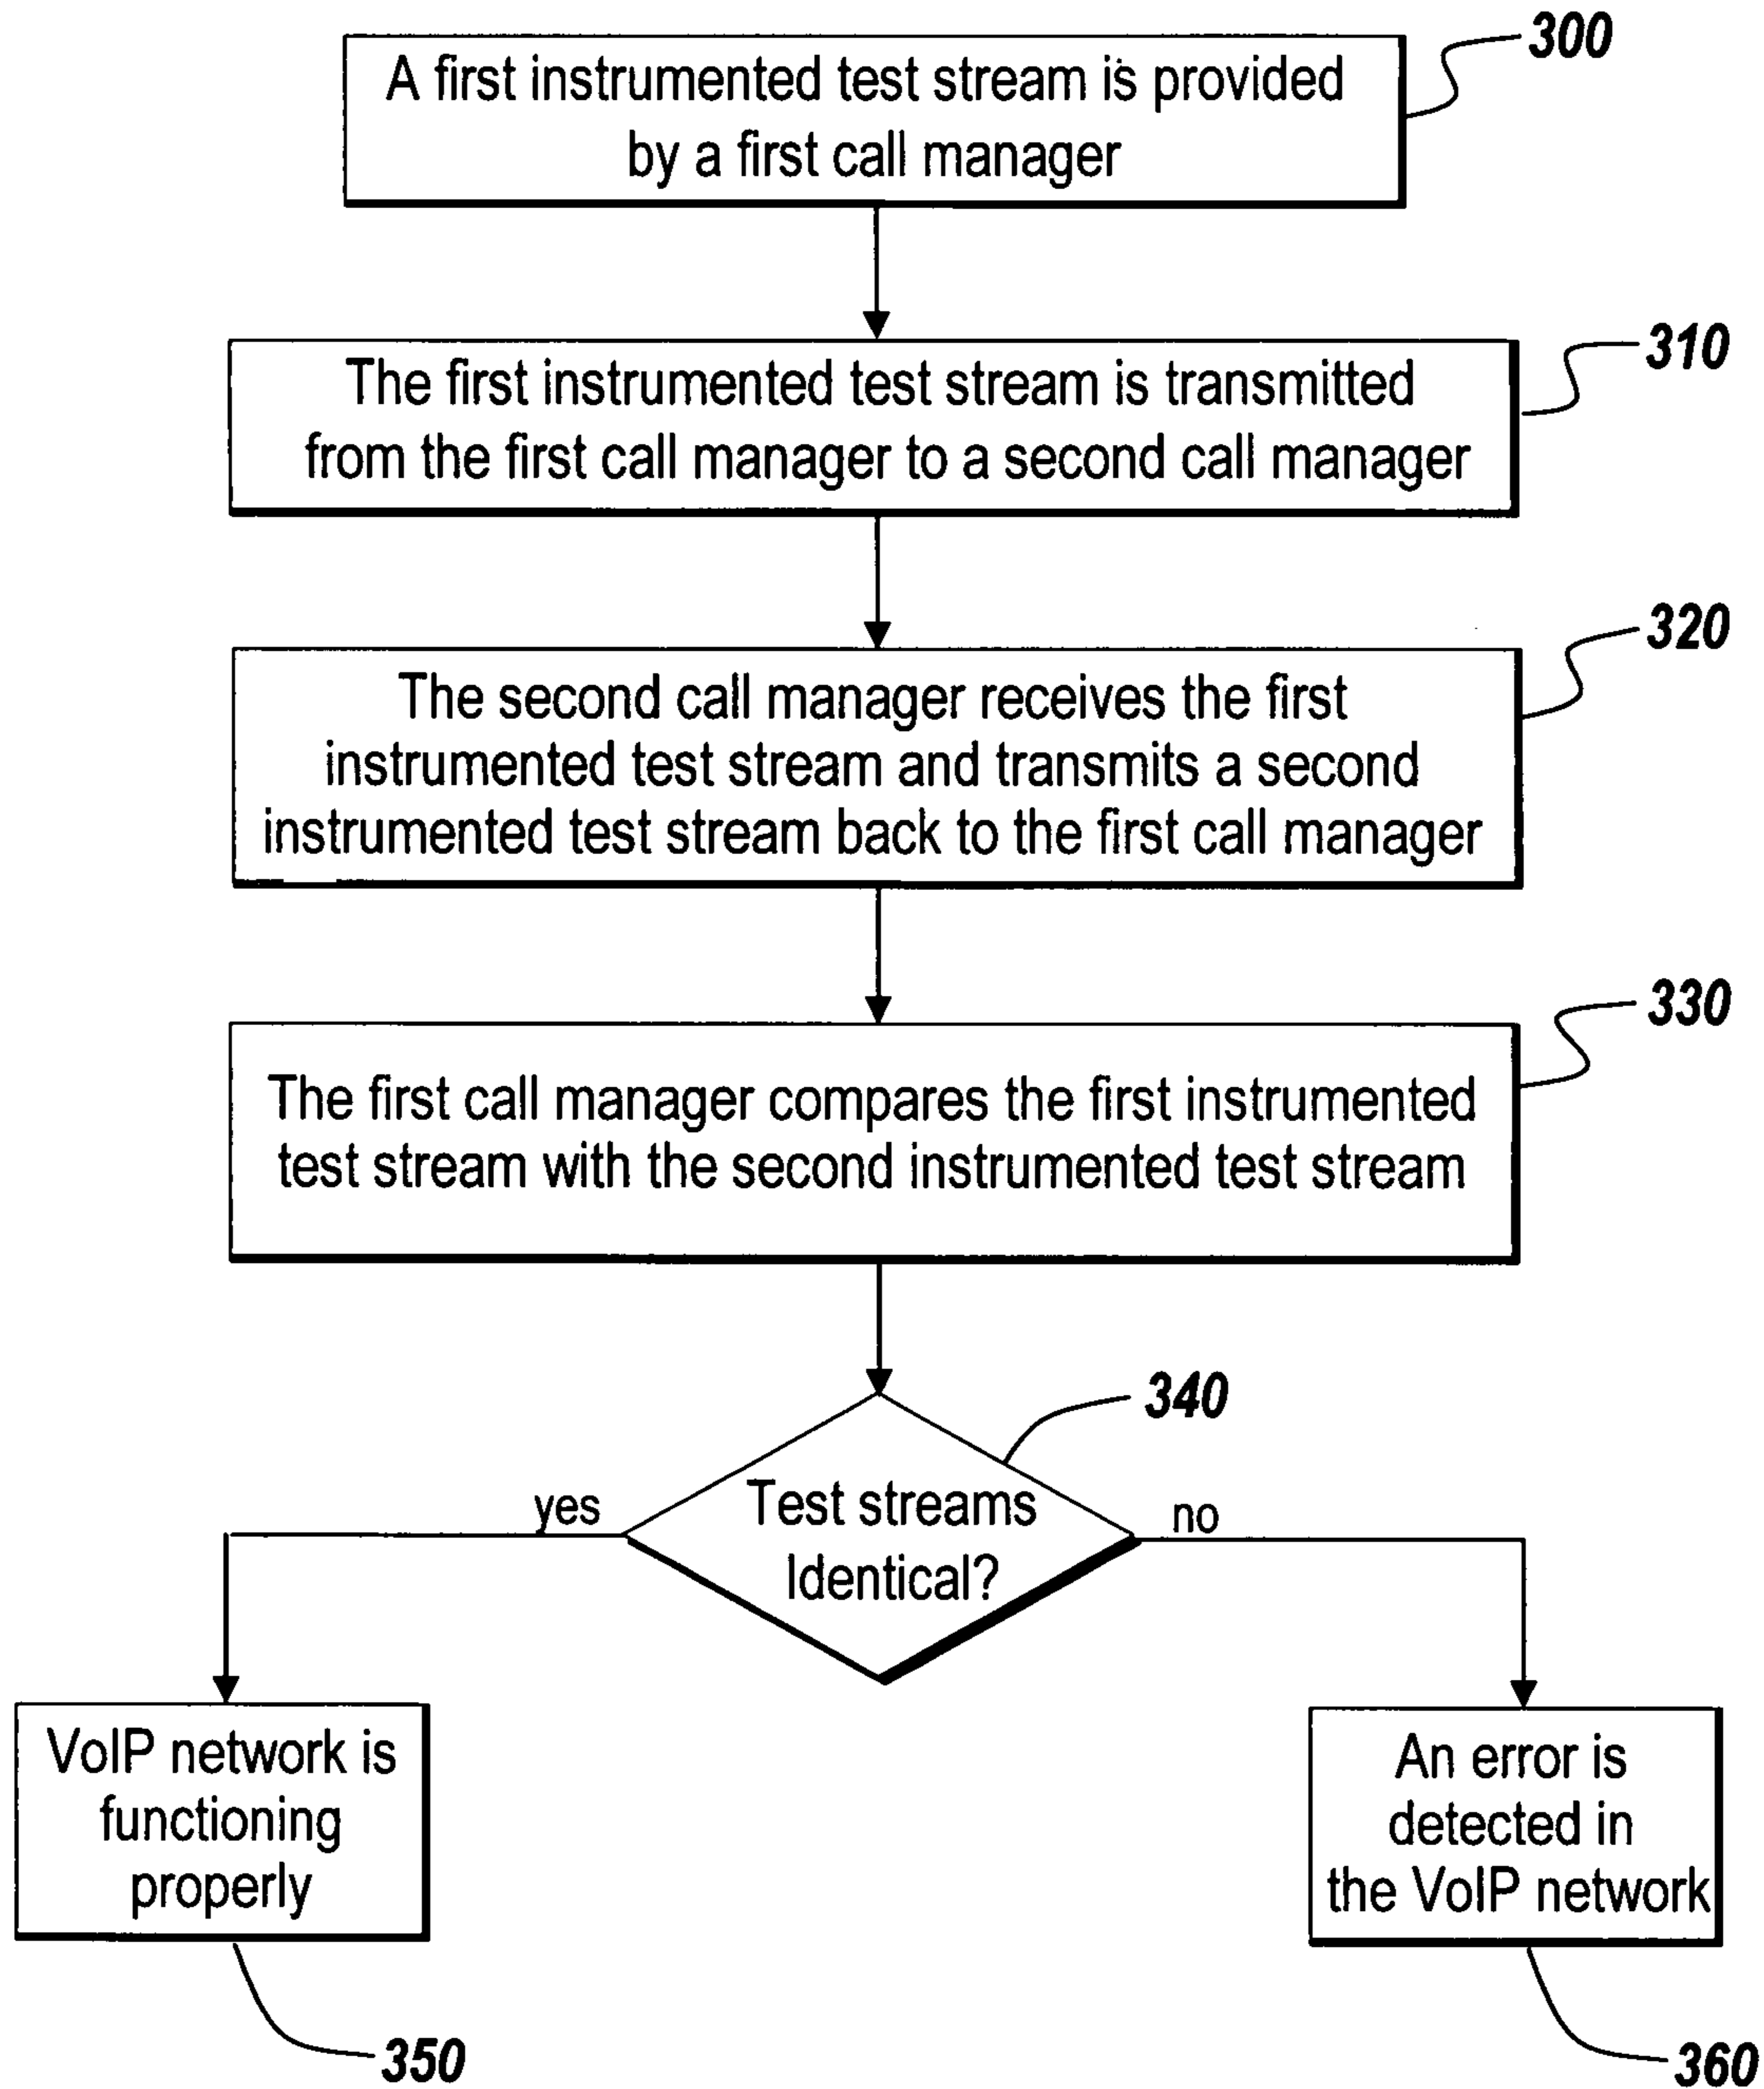 300
A first instrumented test stream is provided
by a first call manager
310
The first instrumented test stream is transmitted
from the first call manager to a second call manager
320
The second call manager receives the first
instrumented test stream and transmits a second
instrumented test stream back to the first call manager
330
The first call manager compares the first instrumented
test stream with the second instrumented test stream
340
Test streams
Identical?
yes
no
VoIP network is
functioning
properly
An error is
detected in
the VoIP network
350
360